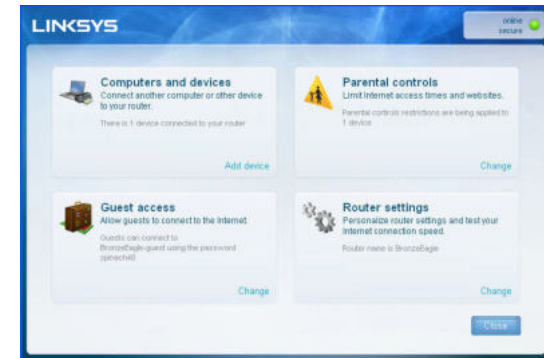 LINKSYS
online
secure
Computers and devices
Connect another computer or other device
to your router.
There is 1 device connected to your router
Add device
Parental controls
Limit Internet access times and websites.
Parental controls restrictions are being applied to
1 device
Change
Guest access
Allow guests to connect to the Internet.
Guests can connect to
BronzeEagle-guest using the password
spinach40
Change
Router settings
Personalize router settings and test your
Internet connection speed.
Router name is BronzeEagle
Change
Close